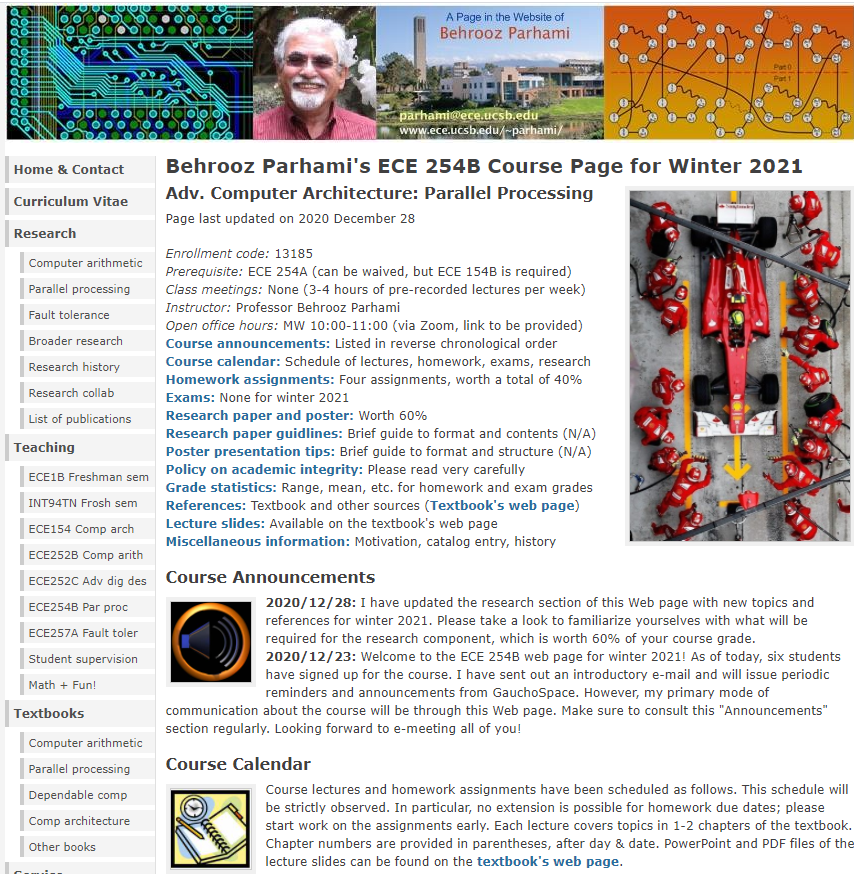 A Page in the Website of
Behrooz Parhami
parhami@ece.ucsb.edu
www.ece.ucsb.edu/~parhami/
Part 0
Part 1
Home & Contact
Curriculum Vitae
Research
Computer arithmetic
Parallel processing
Fault tolerance
Broader research
Research history
Research collab
List of publications
Teaching
ECE1B Freshman sem
INT94TN Frosh sem
ECE154 Comp arch
ECE252B Comp arith
ECE252C Adv dig des
ECE254B Par proc
ECE257A Fault toler
Student supervision
Math + Fun!
Textbooks
Computer arithmetic
Parallel processing
Dependable comp
Comp architecture
Other books
Behrooz Parhami's ECE 254B Course Page for Winter 2021
Adv. Computer Architecture: Parallel Processing
Page last updated on 2020 December 28
Enrollment code: 13185
Prerequisite: ECE 254A (can be waived, but ECE 154B is required)
Class meetings: None (3-4 hours of pre-recorded lectures per week)
Instructor: Professor Behrooz Parhami
Open office hours: MW 10:00-11:00 (via Zoom, link to be provided)
Course announcements: Listed in reverse chronological order
Course calendar: Schedule of lectures, homework, exams, research
Homework assignments: Four assignments, worth a total of 40%
Exams: None for winter 2021
Research paper and poster: Worth 60%
Research paper guidlines: Brief guide to format and contents (N/A)
Poster presentation tips: Brief guide to format and structure (N/A)
Policy on academic integrity: Please read very carefully
Grade statistics: Range, mean, etc. for homework and exam grades
References: Textbook and other sources (Textbook's web page)
Lecture slides: Available on the textbook's web page
Miscellaneous information: Motivation, catalog entry, history
Course Announcements
2020/12/28: I have updated the research section of this Web page with new topics and
references for winter 2021. Please take a look to familiarize yourselves with what will be
required for the research component, which is worth 60% of your course grade.
2020/12/23: Welcome to the ECE 254B web page for winter 2021! As of today, six students
have signed up for the course. I have sent out an introductory e-mail and will issue periodic
reminders and announcements from GauchoSpace. However, my primary mode of
communication about the course will be through this Web page. Make sure to consult this "Announcements"
section regularly. Looking forward to e-meeting all of you!
Course Calendar
Course lectures and homework assignments have been scheduled as follows. This schedule will
be strictly observed. In particular, no extension is possible for homework due dates; please
start work on the assignments early. Each lecture covers topics in 1-2 chapters of the textbook.
Chapter numbers are provided in parentheses, after day & date. PowerPoint and PDF files of the
lecture slides can be found on the textbook's web page.